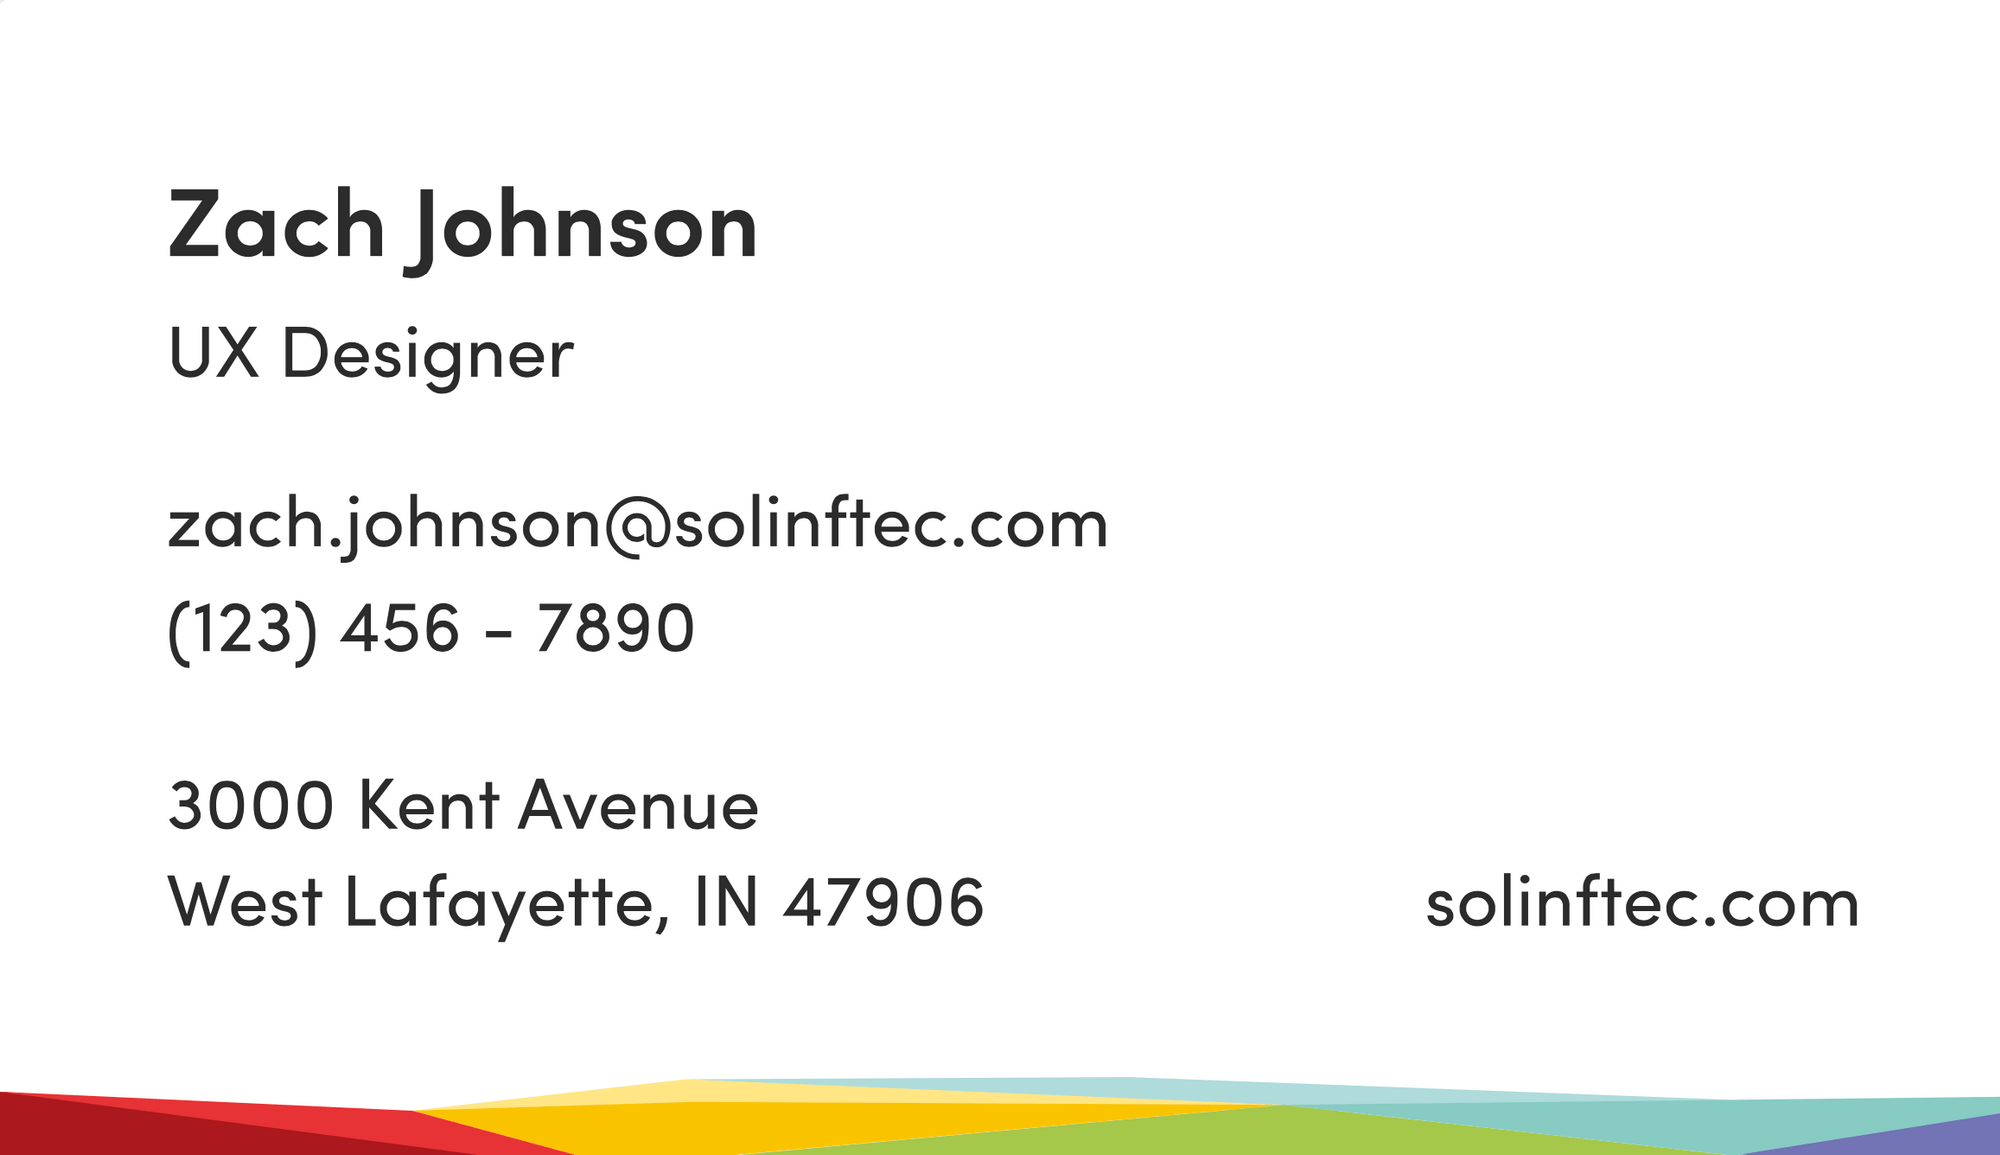 Zach Johnson
UX Designer
zach.johnson@solinftec.com
(123) 456 - 7890
3000 Kent Avenue
West Lafayette, IN 47906
solinftec.com